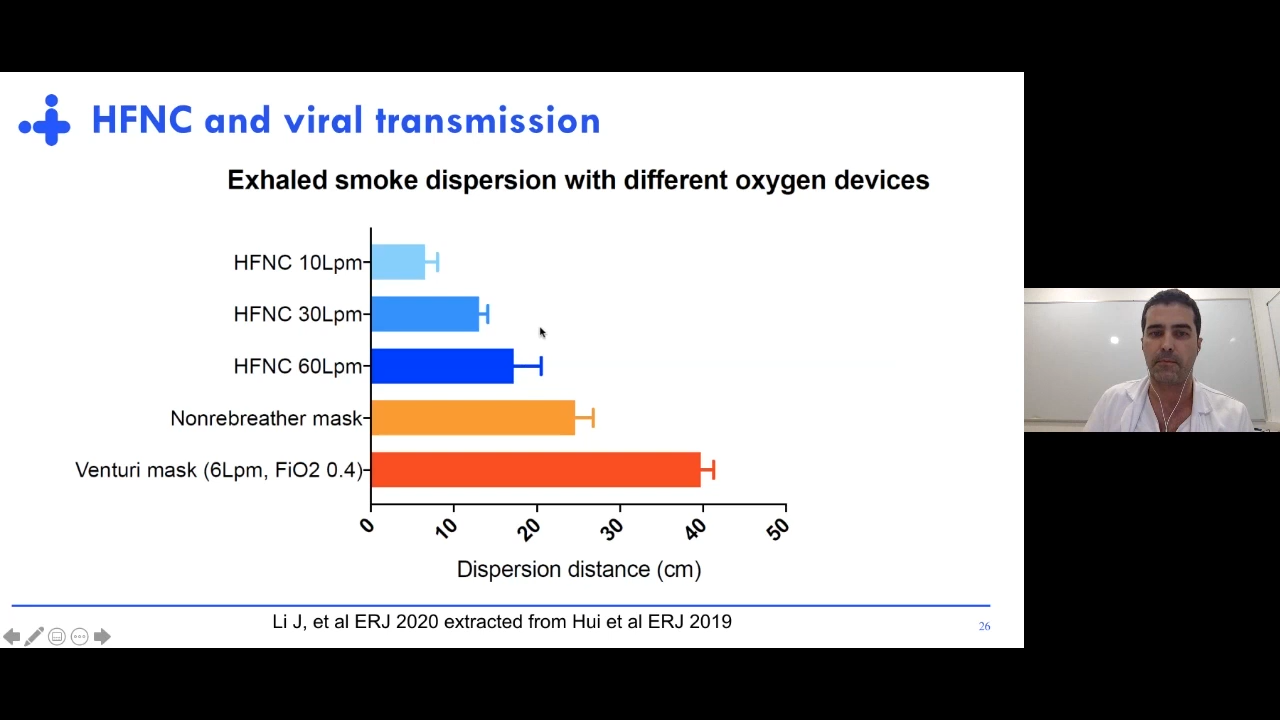 HFNC and viral transmission
Exhaled smoke dispersion with different oxygen devices
HFNC 10Lpm
HFNC 30Lpm
HFNC 60Lpm
Nonrebreather mask
Venturi mask (6Lpm, FiO2 0.4)
0 10 20 30 40 50
Dispersion distance (cm)
Li J, et al ERJ 2020 extracted from Hui et al ERJ 2019
26